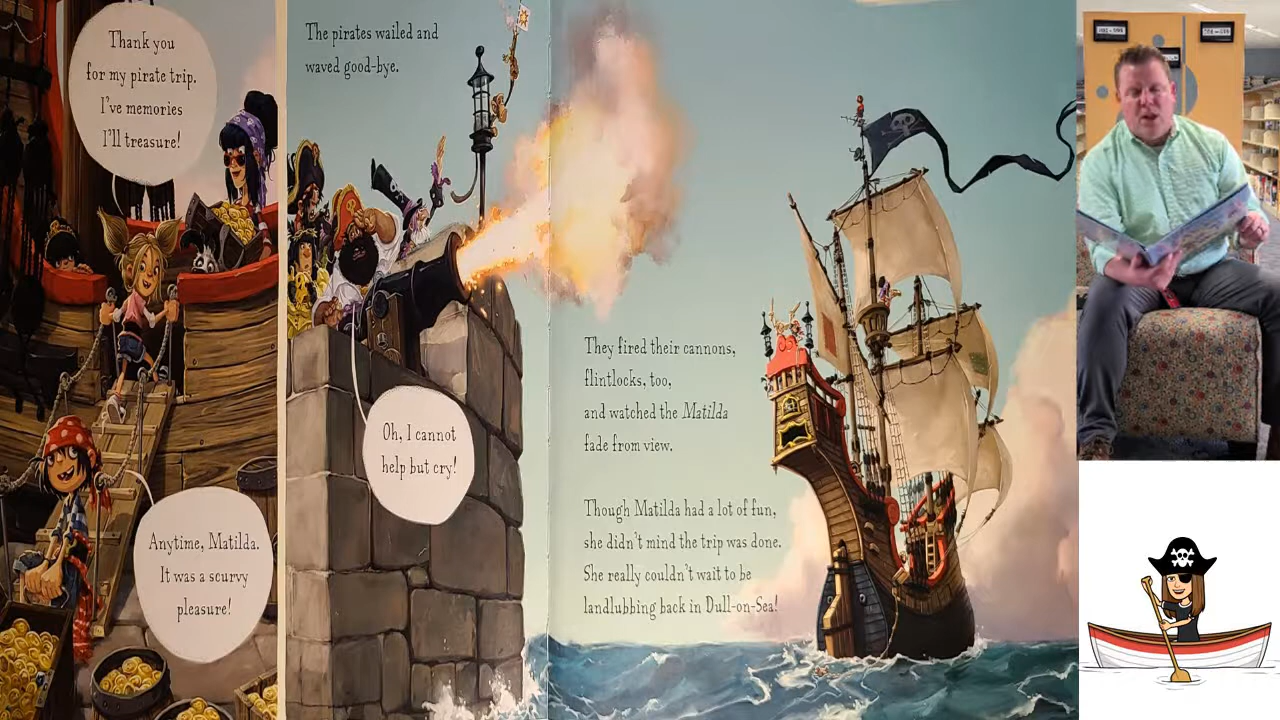 Thank you
for my pirate trip.
I've memories
I'll treasure!
Anytime, Matilda.
It was a scurvy
pleasure!
The pirates wailed and
waved good-bye.
Oh, I cannot
help but cry!
They fired their cannons,
flintlocks, too,
and watched the Matilda
fade from view.
Though Matilda had a lot of fun,
she didn't mind the trip was done.
She really couldn't wait to be
landlubbing back in Dull-on-Sea!